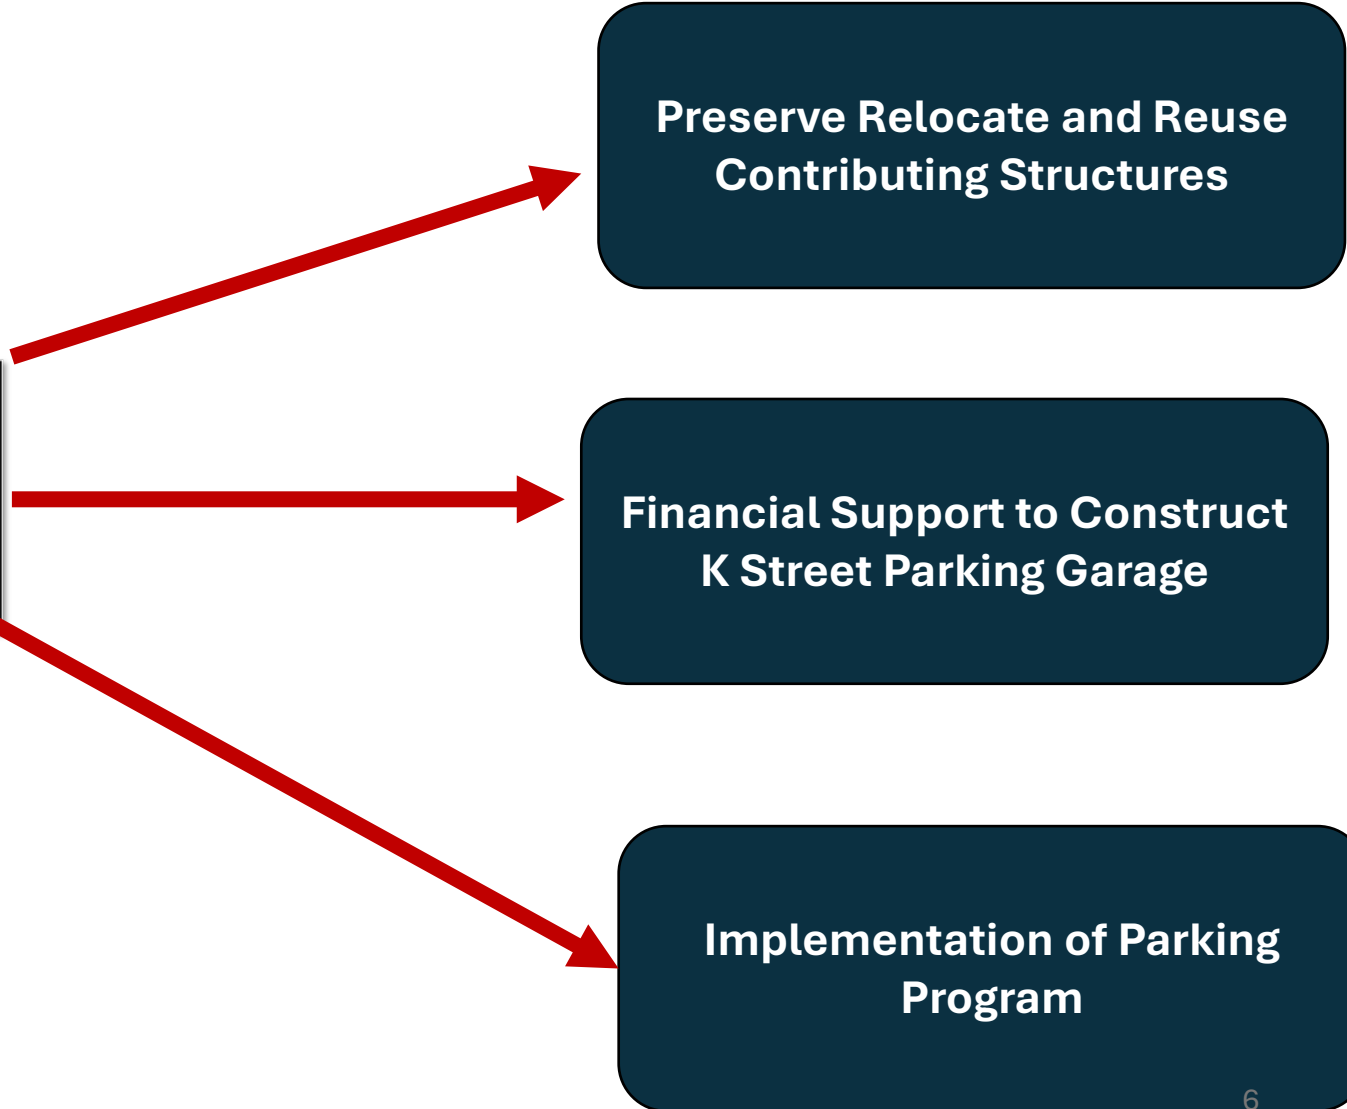 Preserve Relocate and Reuse
Contributing Structures
Financial Support to Construct
K Street Parking Garage
Implementation of Parking
Program
6